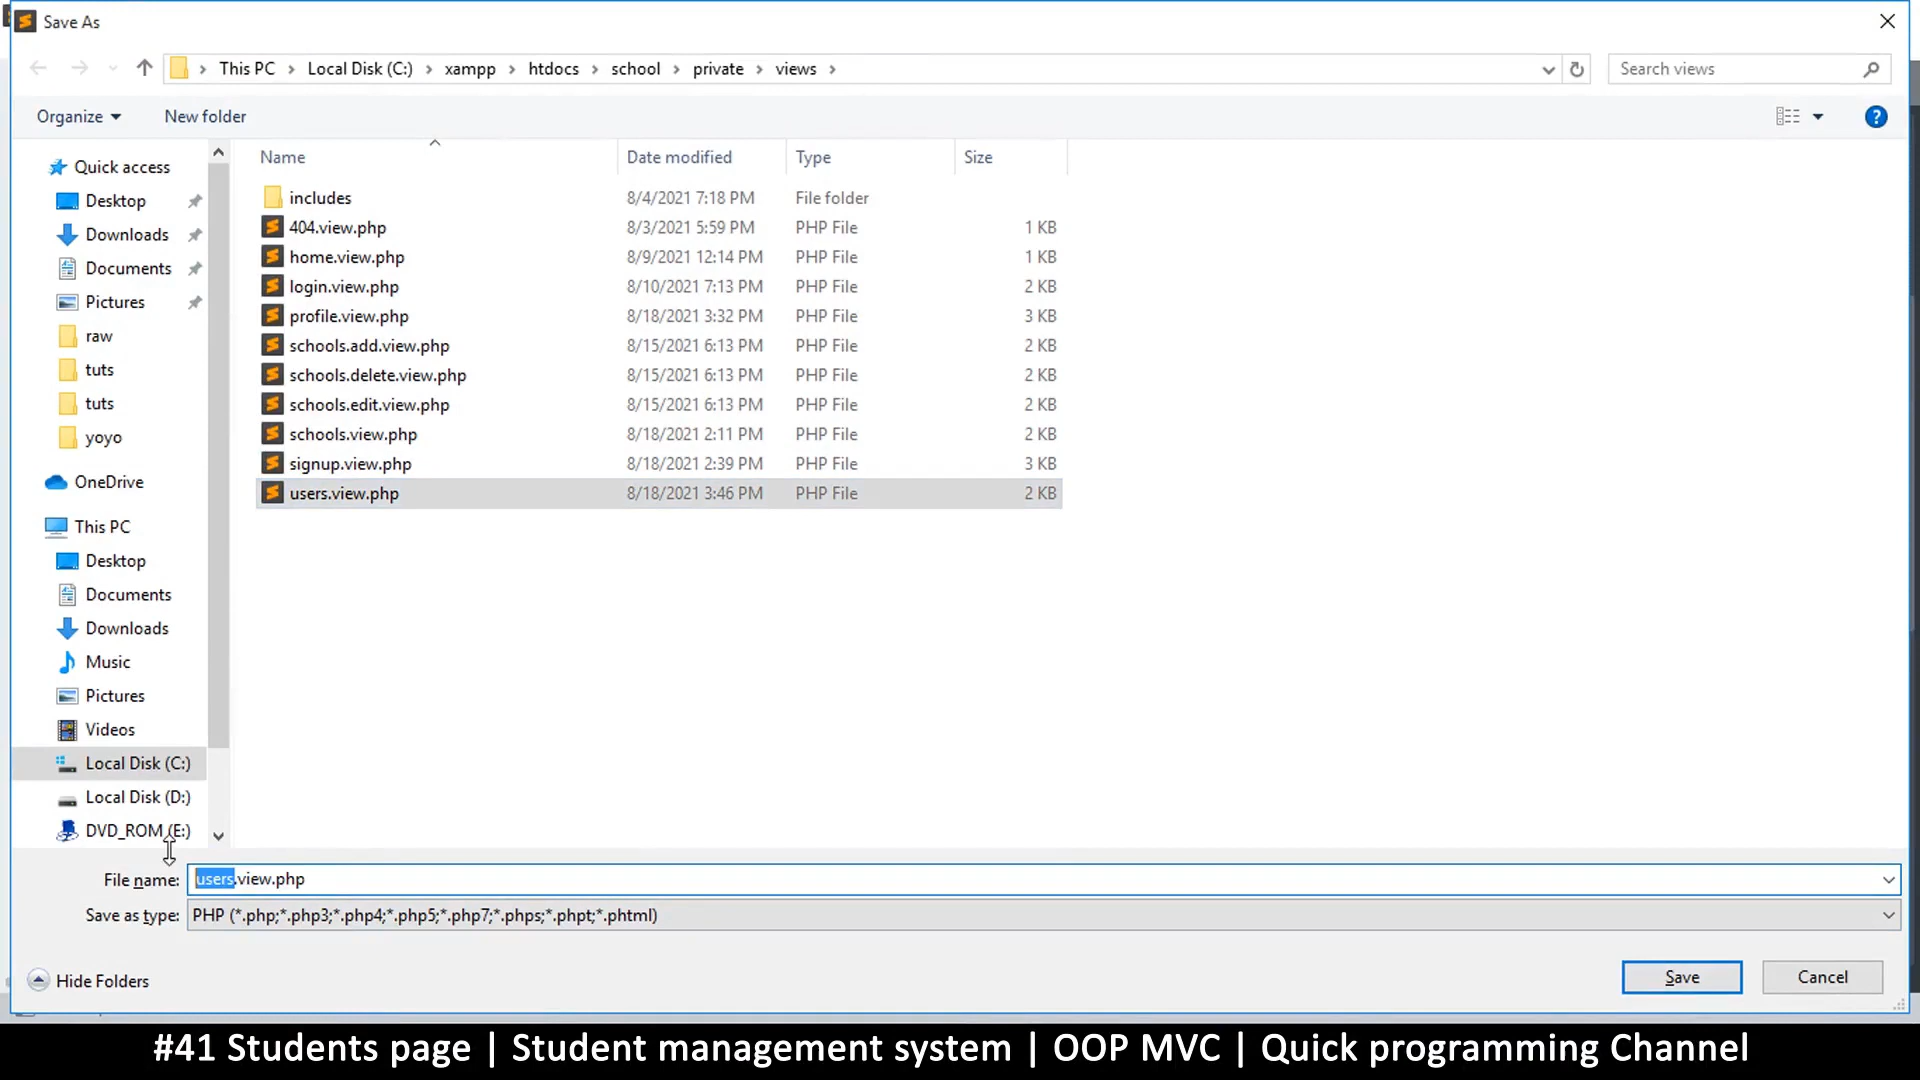 Save As
This PC > Local Disk (C:) > xampp > htdocs > school > private > views >
Search views
Organize
New folder
Name Date modified Type Size
Quick access
Desktop
Downloads
Documents
Pictures
raw
tuts
tuts
yoyo
OneDrive
This PC
Desktop
Documents
Downloads
Music
Pictures
Videos
Local Disk (C:)
Local Disk (D:)
DVD_ROM (E:)
includes 8/4/2021 7:18 PM File folder
404.view.php 8/3/2021 5:59 PM PHP File 1 KB
home.view.php 8/9/2021 12:14 PM PHP File 1 KB
login.view.php 8/10/2021 7:13 PM PHP File 2 KB
profile.view.php 8/18/2021 3:32 PM PHP File 3 KB
schools.add.view.php 8/15/2021 6:13 PM PHP File 2 KB
schools.delete.view.php 8/15/2021 6:13 PM PHP File 2 KB
schools.edit.view.php 8/15/2021 6:13 PM PHP File 2 KB
schools.view.php 8/18/2021 2:11 PM PHP File 2 KB
signup.view.php 8/18/2021 2:39 PM PHP File 3 KB
users.view.php 8/18/2021 3:46 PM PHP File 2 KB
File name: users.view.php
Save as type: PHP (*.php;*.php3;*.php4;*.php5;*.php7;*.phps;*.phpt;*.phtml)
Hide Folders
Save
Cancel
#41 Students page | Student management system | OOP MVC | Quick programming Channel